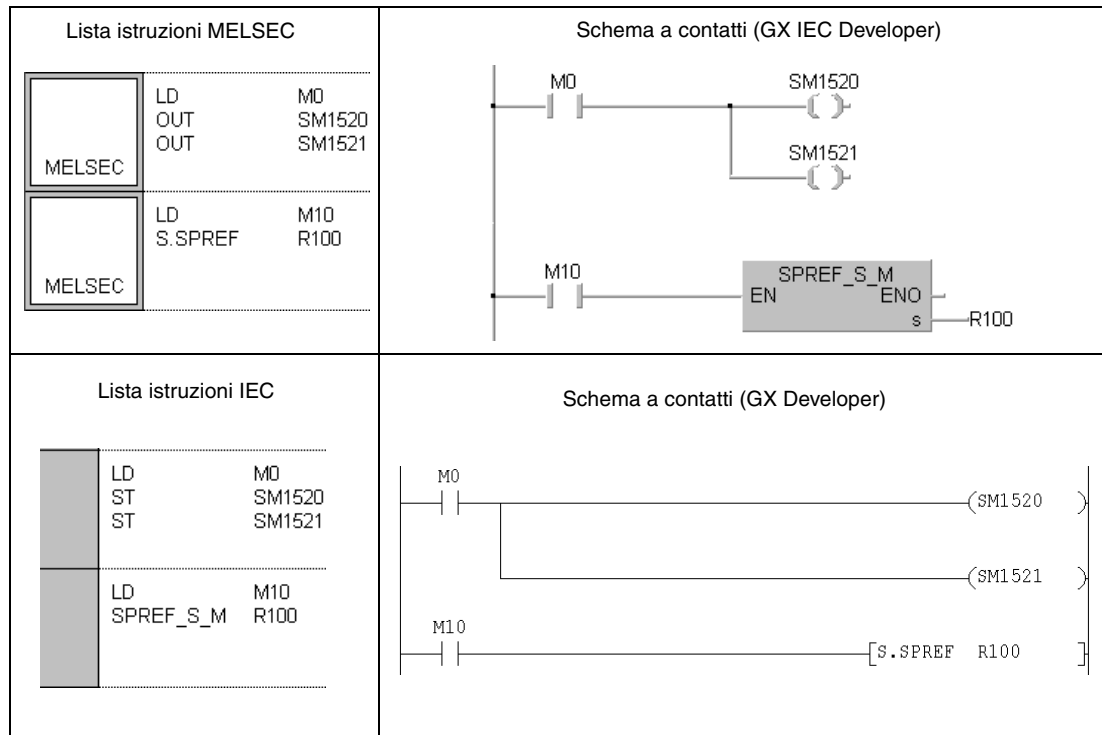 Lista istruzioni MELSEC
MELSEC
LD M0
OUT SM1520
OUT SM1521
MELSEC
LD M10
S.SPREF R100
Schema a contatti (GX IEC Developer)
M0
SM1520
SM1521
M10
SPREF_S_M
EN ENO
s R100
Lista istruzioni IEC
LD M0
ST SM1520
ST SM1521
LD M10
SPREF_S_M R100
Schema a contatti (GX Developer)
M0
SM1520
SM1521
M10
S.SPREF R100